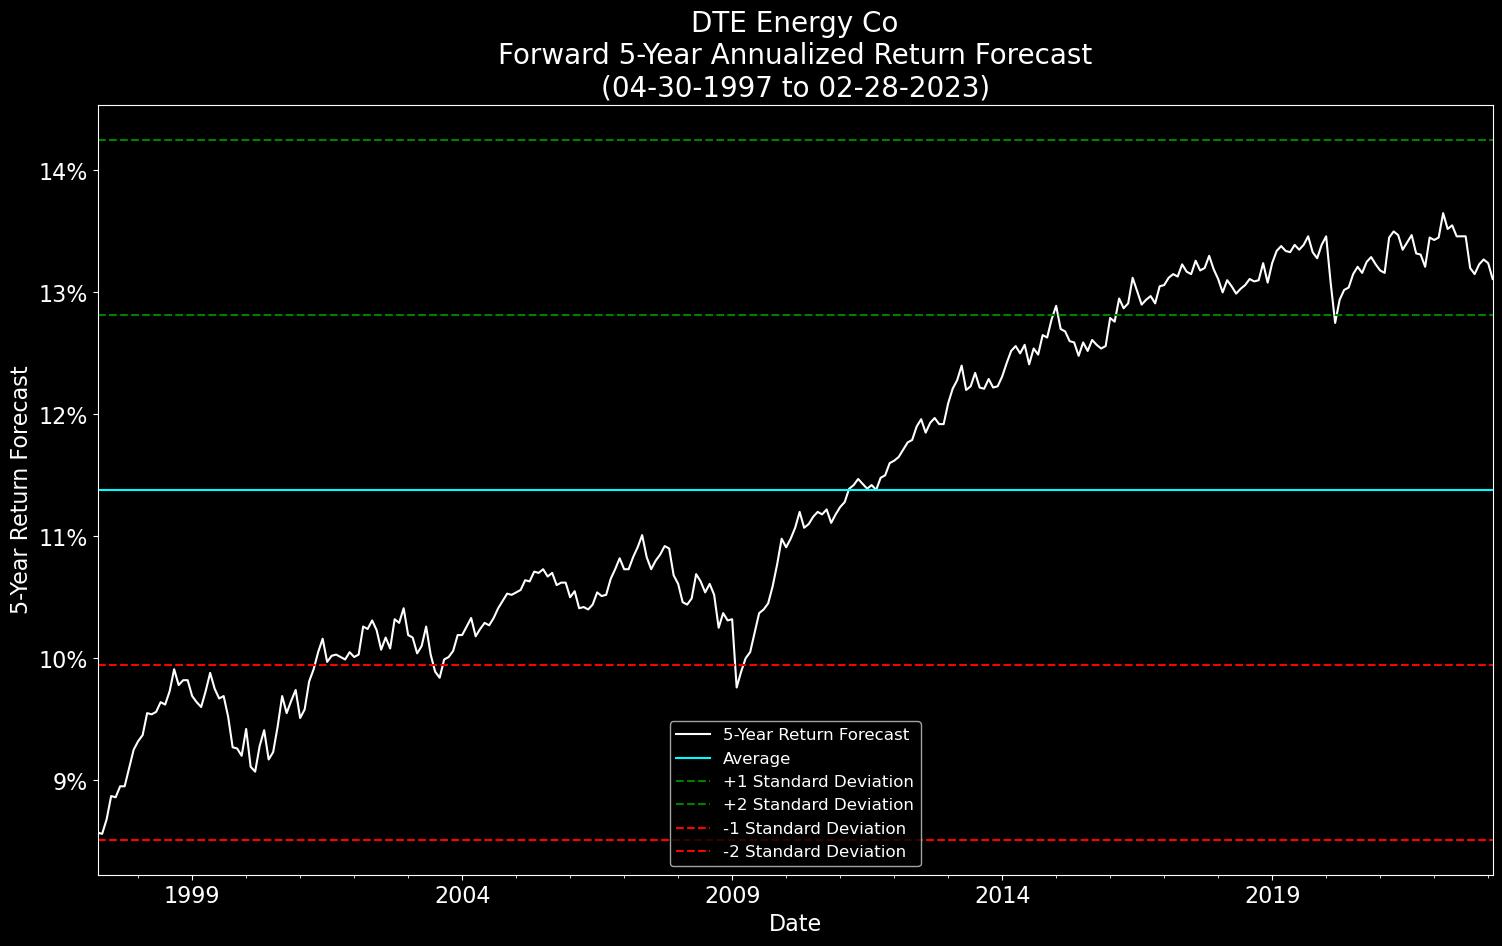 DTE Energy Co
Forward 5-Year Annualized Return Forecast
(04-30-1997 to 02-28-2023)
14%
13%
12%
11%
10%
9%
5-Year Return Forecast
5-Year Return Forecast
Average
+1 Standard Deviation
+2 Standard Deviation
-1 Standard Deviation
-2 Standard Deviation
1999 2004 2009 2014 2019
Date